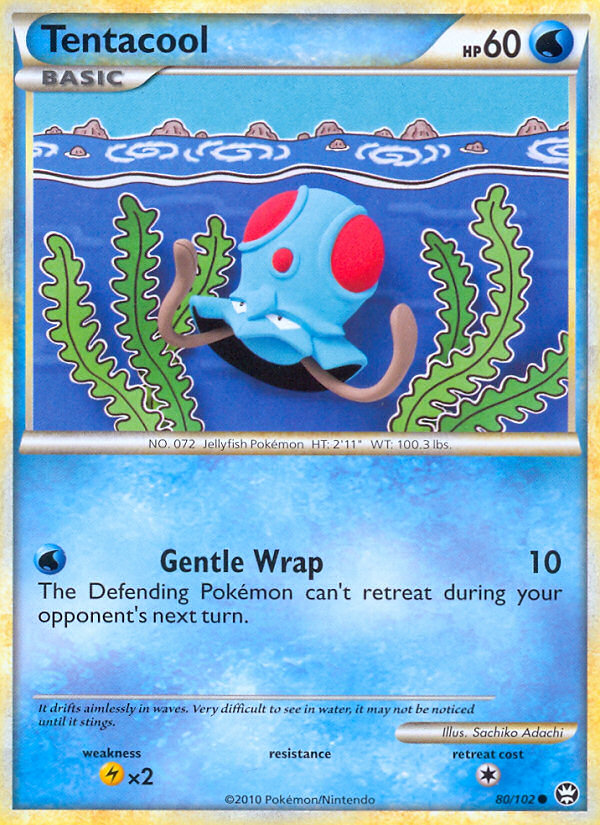 Tentacool
HP 60
BASIC
NO. 072 Jellyfish Pokémon HT: 2'11" WT: 100.3 lbs.
Gentle Wrap 10
The Defending Pokémon can't retreat during your
opponent's next turn.
It drifts aimlessly in waves. Very difficult to see in water, it may not be noticed
until it stings.
Illus. Sachiko Adachi
weakness resistance retreat cost
×2
©2010 Pokémon/Nintendo 80/102